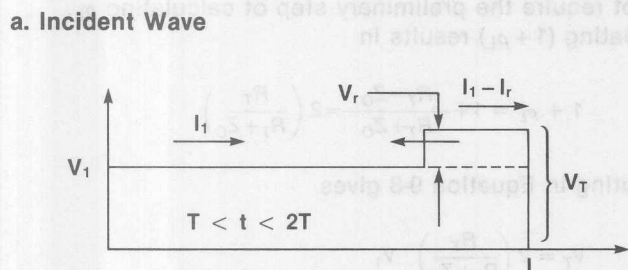 a. Incident Wave
Vr
I1 – Ir
I1
V1
VT
T < t < 2T